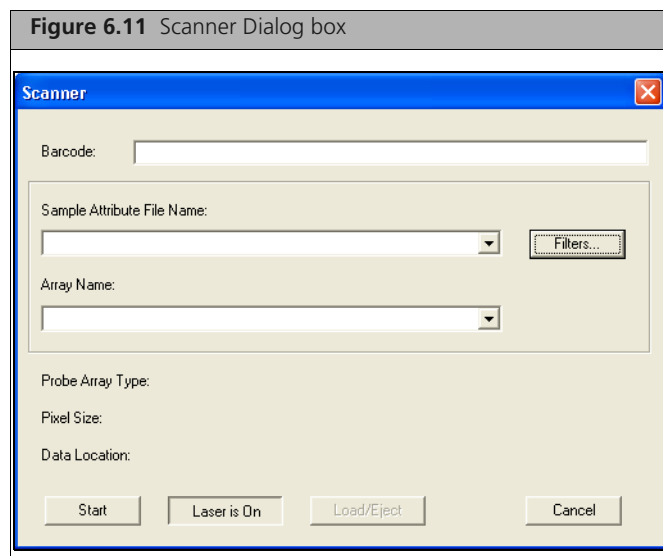 Figure 6.11 Scanner Dialog box
Scanner
Barcode:
Sample Attribute File Name:
Filters...
Array Name:
Probe Array Type:
Pixel Size:
Data Location:
Start Laser is On Load/Eject Cancel